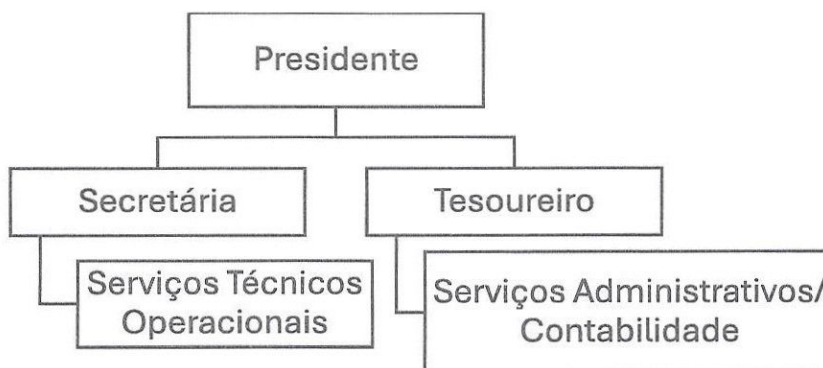 Presidente
Secretária
Tesoureiro
Serviços Técnicos
Operacionais
Serviços Administrativos/
Contabilidade